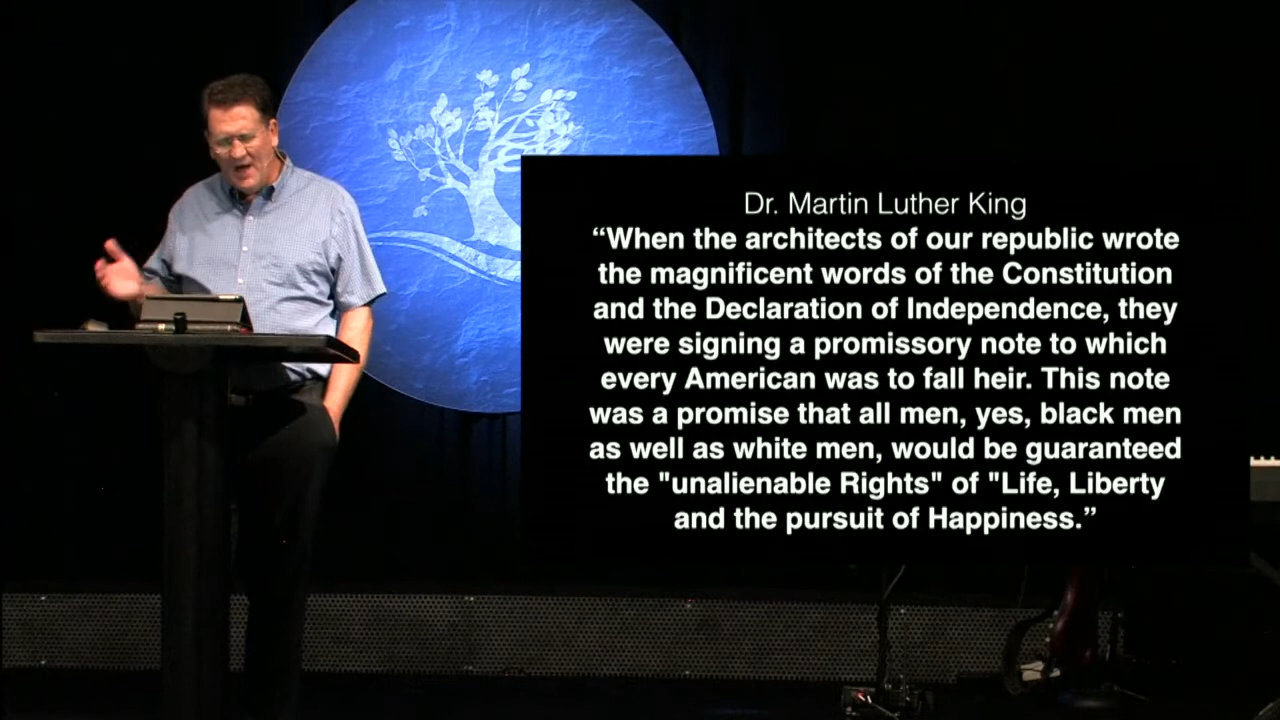 Dr. Martin Luther King
“When the architects of our republic wrote
the magnificent words of the Constitution
and the Declaration of Independence, they
were signing a promissory note to which
every American was to fall heir. This note
was a promise that all men, yes, black men
as well as white men, would be guaranteed
the "unalienable Rights" of "Life, Liberty
and the pursuit of Happiness.”